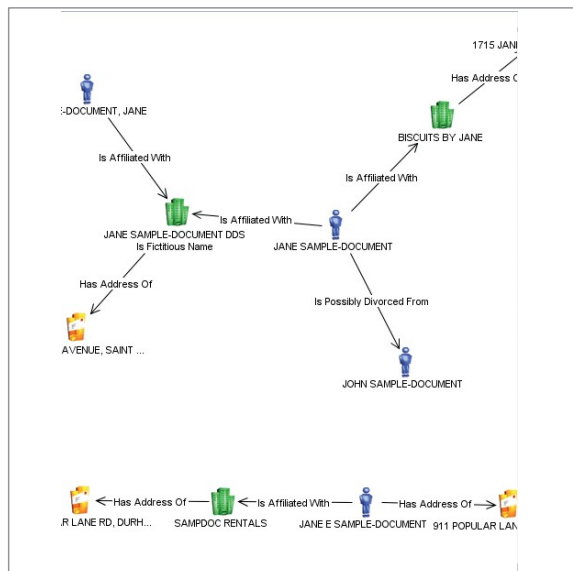 1715 JANE
Has Address O
E-DOCUMENT, JANE
BISCUITS BY JANE
Is Affiliated With
Is Affiliated With
Is Affiliated With
JANE SAMPLE-DOCUMENT DDS
Is Fictitious Name
JANE SAMPLE-DOCUMENT
Has Address Of
Is Possibly Divorced From
AVENUE, SAINT ...
JOHN SAMPLE-DOCUMENT
Has Address Of
Is Affiliated With
Has Address Of
AR LANE RD, DURH...
SAMPDOC RENTALS
JANE E SAMPLE-DOCUMENT
911 POPULAR LAN